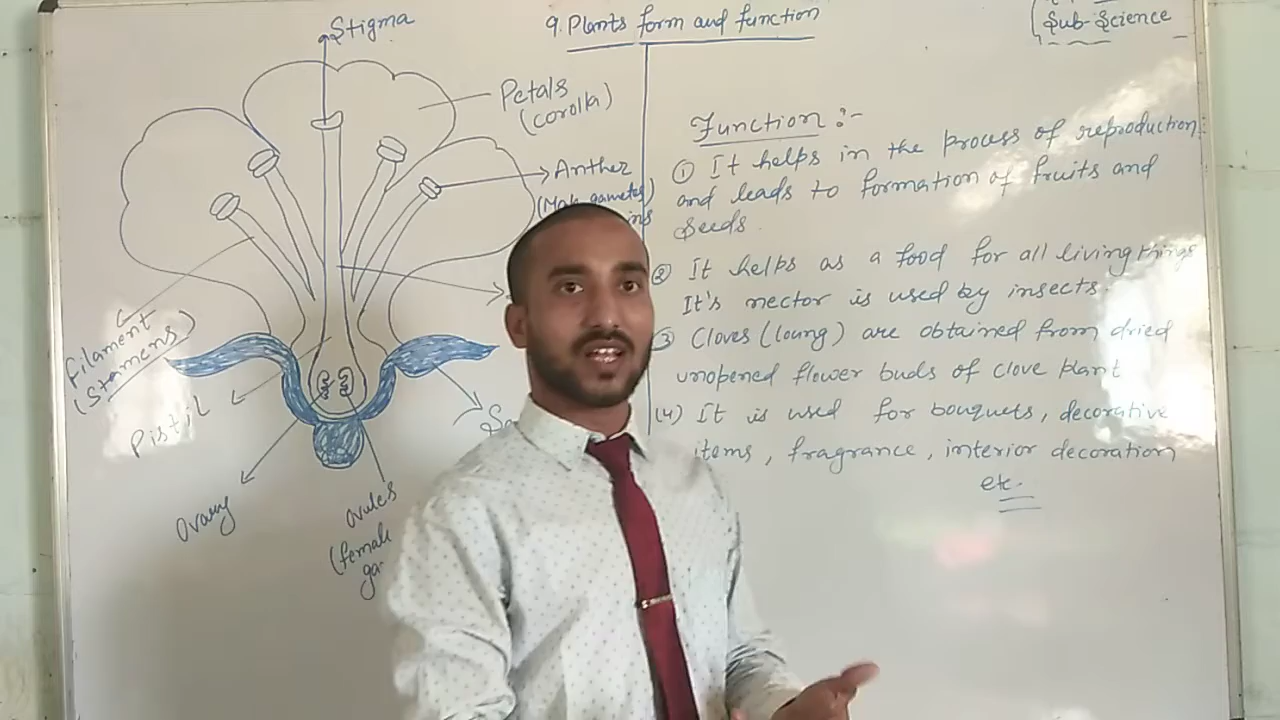 Stigma
9. Plants form and function
Sub-Science
Petals
(corolla)
Anther
(Male gametes)
Filament
(Stamens)
Pistil
Ovary
ovules
(female
Function :-
① It helps in the process of reproduction
and leads to formation of fruits and
seeds.
② It helps as a food for all living things
It's nector is used by insects.
③ Cloves (loung) are obtained from dried
unopened flower buds of clove plant
(4) It is used for bouquets, decorative
items, fragrance, interior decoration
etc.